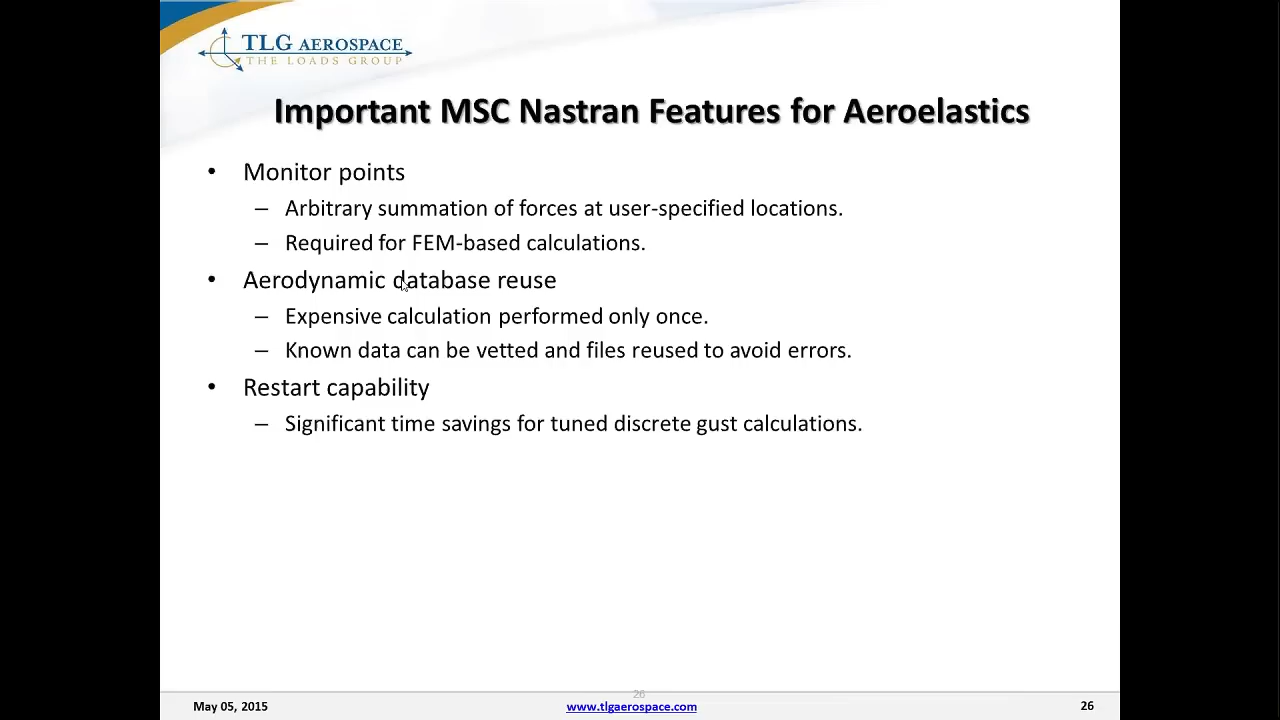 TLG AEROSPACE
THE LOADS GROUP
Important MSC Nastran Features for Aeroelastics
• Monitor points
– Arbitrary summation of forces at user-specified locations.
– Required for FEM-based calculations.
• Aerodynamic database reuse
– Expensive calculation performed only once.
– Known data can be vetted and files reused to avoid errors.
• Restart capability
– Significant time savings for tuned discrete gust calculations.
26
May 05, 2015
www.tlgaerospace.com
26